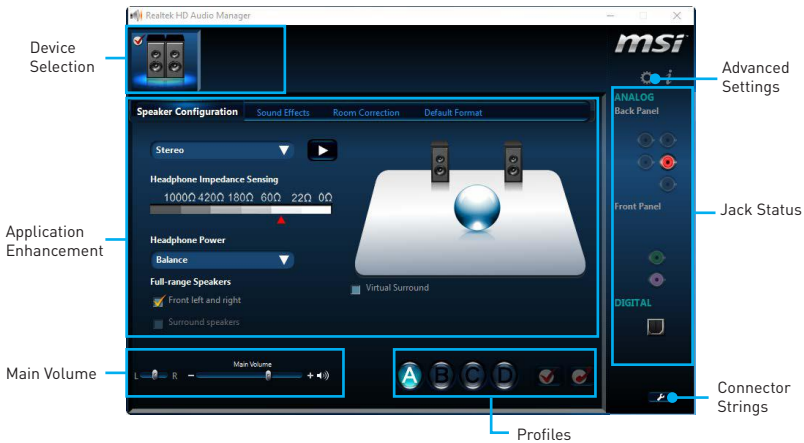 Realtek HD Audio Manager
msi
Device
Selection
Advanced
Settings
i
ANALOG
Back Panel
Speaker Configuration
Sound Effects
Room Correction
Default Format
Stereo
Headphone Impedance Sensing
1000Ω 420Ω 180Ω 60Ω 22Ω 0Ω
Front Panel
Jack Status
Application
Enhancement
Headphone Power
Balance
Full-range Speakers
Front left and right
Virtual Surround
Surround speakers
DIGITAL
Main Volume
Main Volume
L R - +
A B C D
Connector
Strings
Profiles